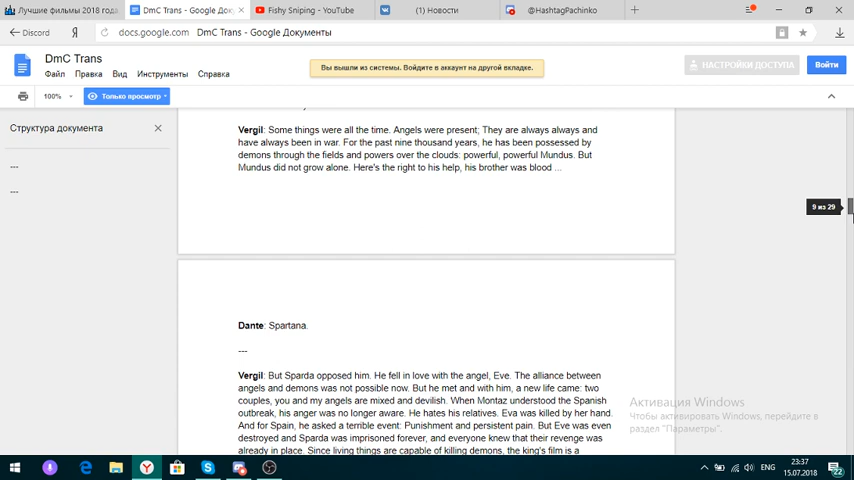 Лучшие фильмы 2018 года
DmC Trans - Google Док
Fishy Sniping - YouTube
(1) Новости
@HashtagPachinko
Discord
docs.google.com DmC Trans - Google Документы
DmC Trans
Файл Правка Вид Инструменты Справка
Вы вышли из системы. Войдите в аккаунт на другой вкладке.
НАСТРОЙКИ ДОСТУПА
Войти
100%
Только просмотр
Структура документа
---
---
Vergil: Some things were all the time. Angels were present; They are always always and
have always been in war. For the past nine thousand years, he has been possessed by
demons through the fields and powers over the clouds: powerful, powerful Mundus. But
Mundus did not grow alone. Here's the right to his help, his brother was blood ...
9 из 29
Dante: Spartana.
---
Vergil: But Sparda opposed him. He fell in love with the angel, Eve. The alliance between
angels and demons was not possible now. But he met and with him, a new life came: two
couples, you and my angels are mixed and devilish. When Montaz understood the Spanish
outbreak, his anger was no longer aware. He hates his relatives. Eva was killed by her hand.
And for Spain, he asked a terrible event: Punishment and persistent pain. But Eve was even
destroyed and Sparda was imprisoned forever, and everyone knew that their revenge was
already in place. Since living things are capable of killing demons, the king's film is a
Активация Windows
Чтобы активировать Windows, перейдите в
раздел "Параметры".
ENG
23:37
15.07.2018
22